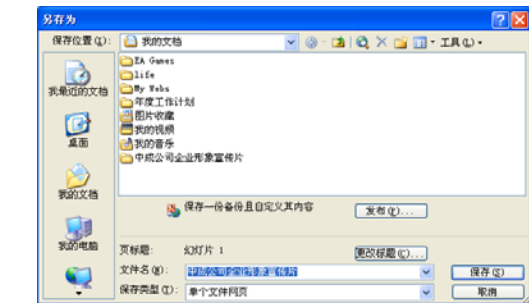 另存为
保存位置(I): 我的文档 工具(L)
我最近的文档
桌面
我的文档
我的电脑
EA Games
life
My Webs
年度工作计划
图片收藏
我的视频
我的音乐
中成公司企业形象宣传片
保存一份备份且自定义其内容 发布(P)...
页标题: 幻灯片 1 更改标题(C)...
文件名(N): 中成公司企业形象宣传片 保存(S)
保存类型(T): 单个文件网页 取消